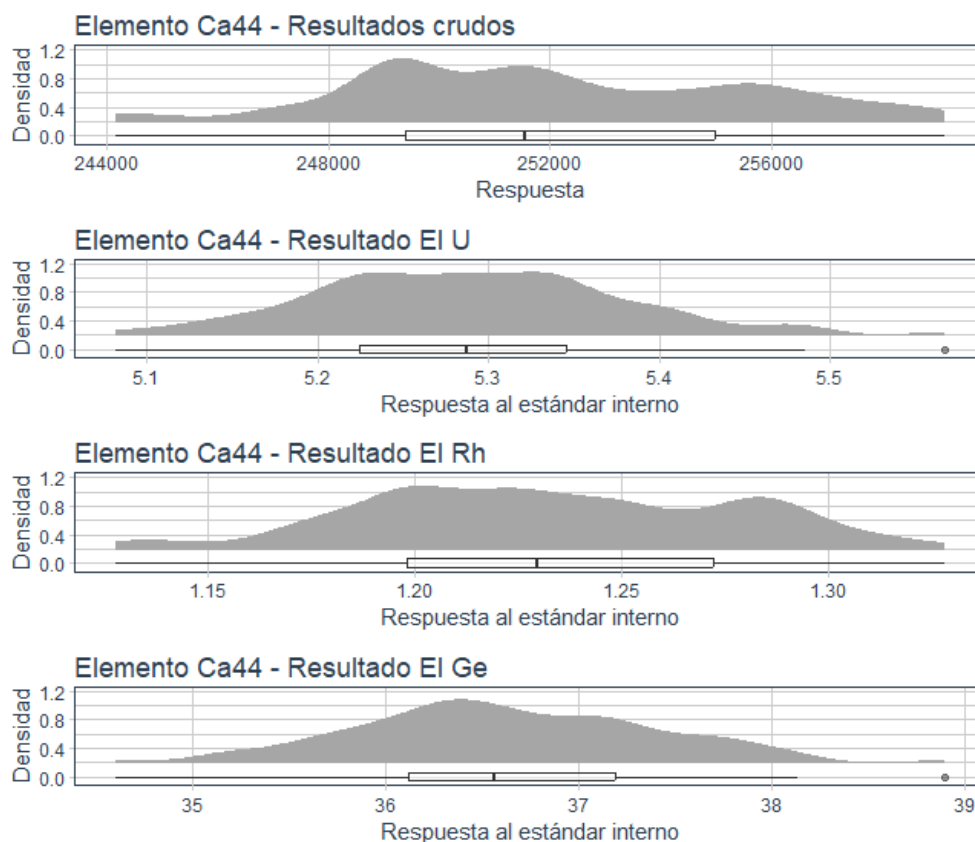 Elemento Ca44 - Resultados crudos
Densidad
1.2
0.8
0.4
0.0
244000 248000 252000 256000
Respuesta
Elemento Ca44 - Resultado EI U
Densidad
1.2
0.8
0.4
0.0
5.1 5.2 5.3 5.4 5.5
Respuesta al estándar interno
Elemento Ca44 - Resultado EI Rh
Densidad
1.2
0.8
0.4
0.0
1.15 1.20 1.25 1.30
Respuesta al estándar interno
Elemento Ca44 - Resultado EI Ge
Densidad
1.2
0.8
0.4
0.0
35 36 37 38 39
Respuesta al estándar interno